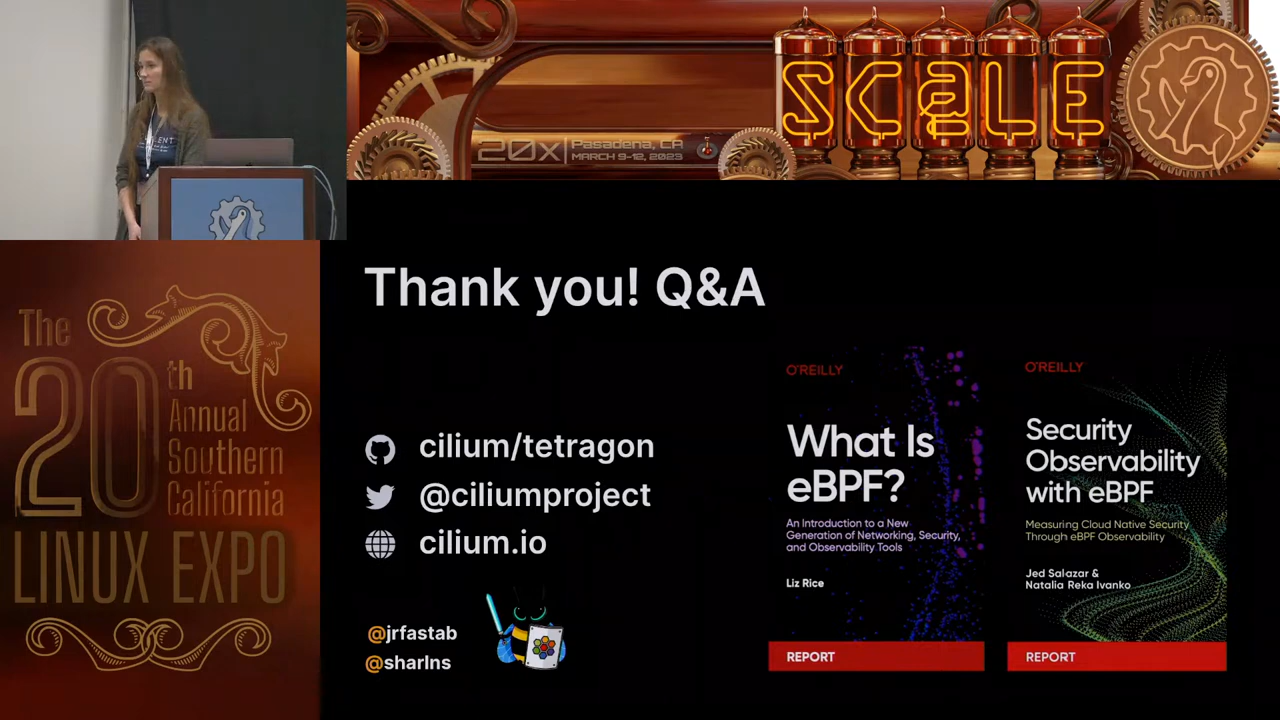 SC@LE
20x
Pasadena, CA
MARCH 9-12, 2023
The
20th
Annual
Southern
California
LINUX EXPO
Thank you! Q&A
cilium/tetragon
@ciliumproject
cilium.io
@jrfastab
@sharlns
O'REILLY
What Is
eBPF?
An Introduction to a New
Generation of Networking, Security,
and Observability Tools
Liz Rice
REPORT
O'REILLY
Security
Observability
with eBPF
Measuring Cloud Native Security
Through eBPF Observability
Jed Salazar &
Natalia Reka Ivanko
REPORT